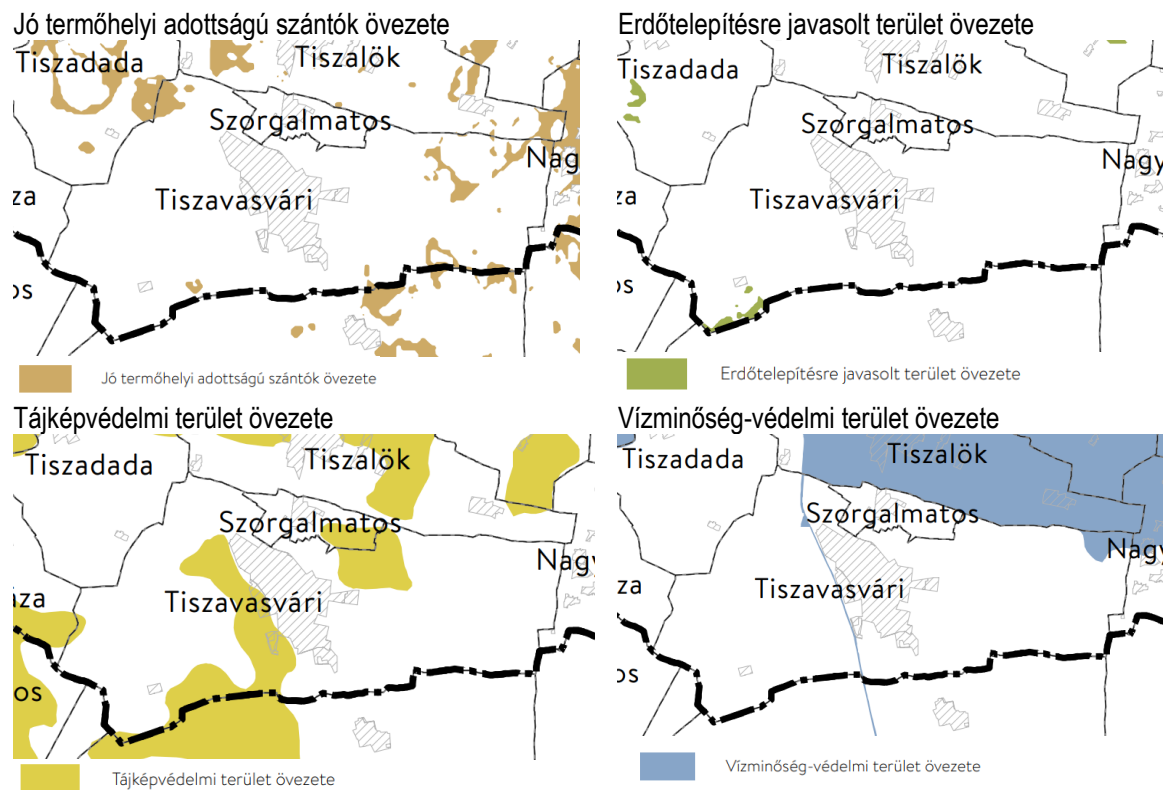 Jó termőhelyi adottságú szántók övezete
Tiszadada
Tiszalök
Szorgalmatos
Nag
Tiszavasvári
za
os
Jó termőhelyi adottságú szántók övezete
Erdőtelepítésre javasolt terület övezete
Tiszadada
Tiszalök
Szorgalmatos
Nagy
Tiszavasvári
za
os
Erdőtelepítésre javasolt terület övezete
Tájképvédelmi terület övezete
Tiszadada
Tiszalök
Szorgalmatos
Nagy
Tiszavasvári
za
os
Tájképvédelmi terület övezete
Vízminőség-védelmi terület övezete
Tiszadada
Tiszalök
Szorgalmatos
Nagy
Tiszavasvári
za
os
Vízminőség-védelmi terület övezete